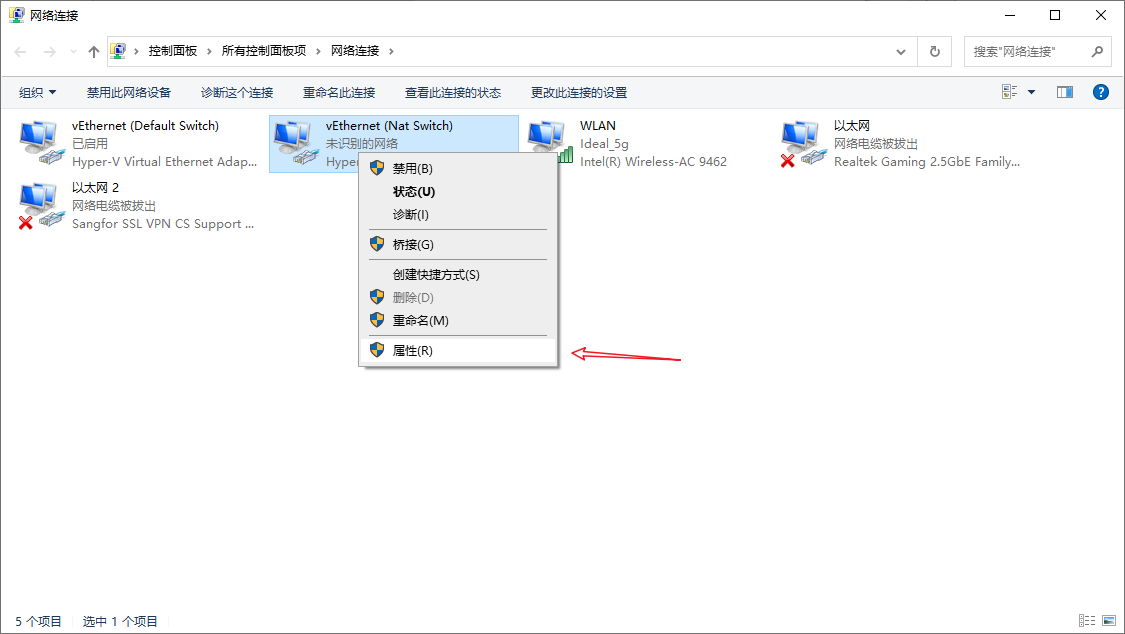 网络连接
控制面板 › 所有控制面板项 › 网络连接 ›
搜索"网络连接"
组织 禁用此网络设备 诊断这个连接 重命名此连接 查看此连接的状态 更改此连接的设置
vEthernet (Default Switch)
已启用
Hyper-V Virtual Ethernet Adap...
vEthernet (Nat Switch)
未识别的网络
Hyper
WLAN
Ideal_5g
Intel(R) Wireless-AC 9462
以太网
网络电缆被拔出
Realtek Gaming 2.5GbE Family...
以太网 2
网络电缆被拔出
Sangfor SSL VPN CS Support ...
禁用(B)
状态(U)
诊断(I)
桥接(G)
创建快捷方式(S)
删除(D)
重命名(M)
属性(R)
5 个项目 选中 1 个项目